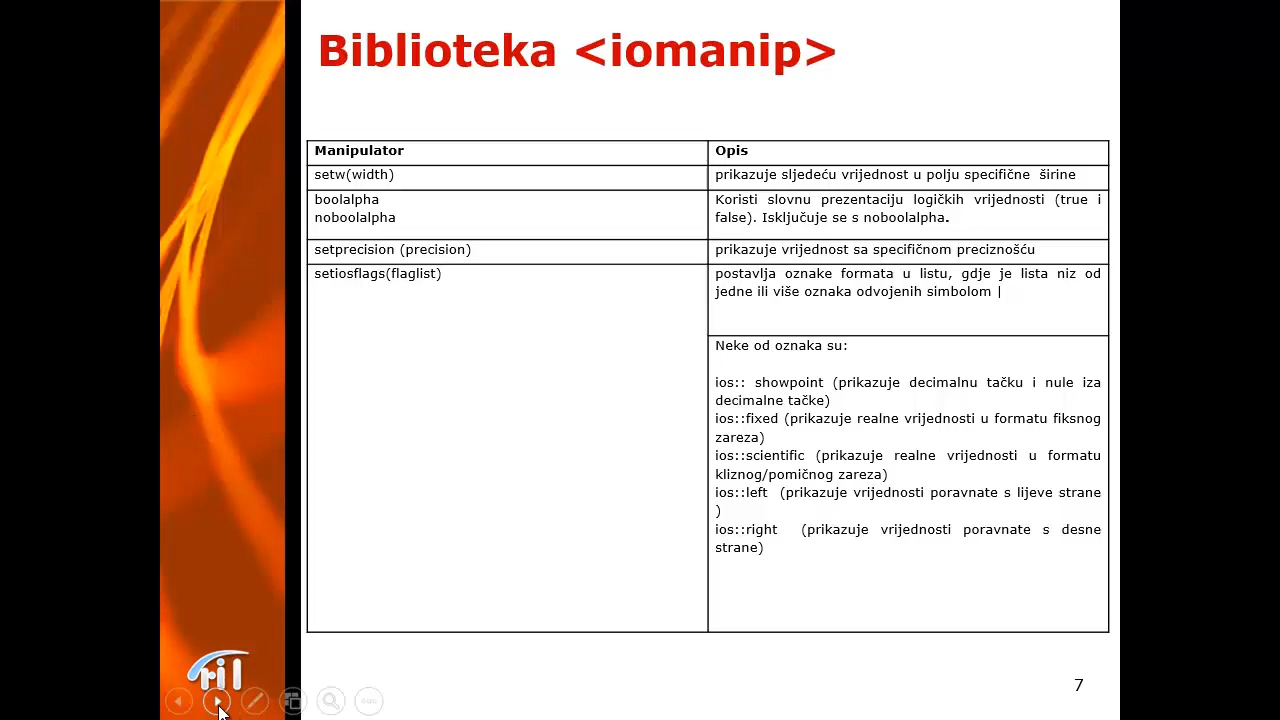 Biblioteka <iomanip>
Manipulator
Opis
setw(width)
prikazuje sljedeću vrijednost u polju specifične  širine
boolalpha
noboolalpha
Koristi slovnu prezentaciju logičkih vrijednosti (true i
false). Isključuje se s noboolalpha.
setprecision (precision)
prikazuje vrijednost sa specifičnom preciznošću
setiosflags(flaglist)
postavlja oznake formata u listu, gdje je lista niz od
jedne ili više oznaka odvojenih simbolom |
Neke od oznaka su:
ios:: showpoint (prikazuje decimalnu tačku i nule iza
decimalne tačke)
ios::fixed (prikazuje realne vrijednosti u formatu fiksnog
zareza)
ios::scientific (prikazuje realne vrijednosti u formatu
kliznog/pomičnog zareza)
ios::left  (prikazuje vrijednosti poravnate s lijeve strane
)
ios::right  (prikazuje vrijednosti poravnate s desne
strane)
ril
7